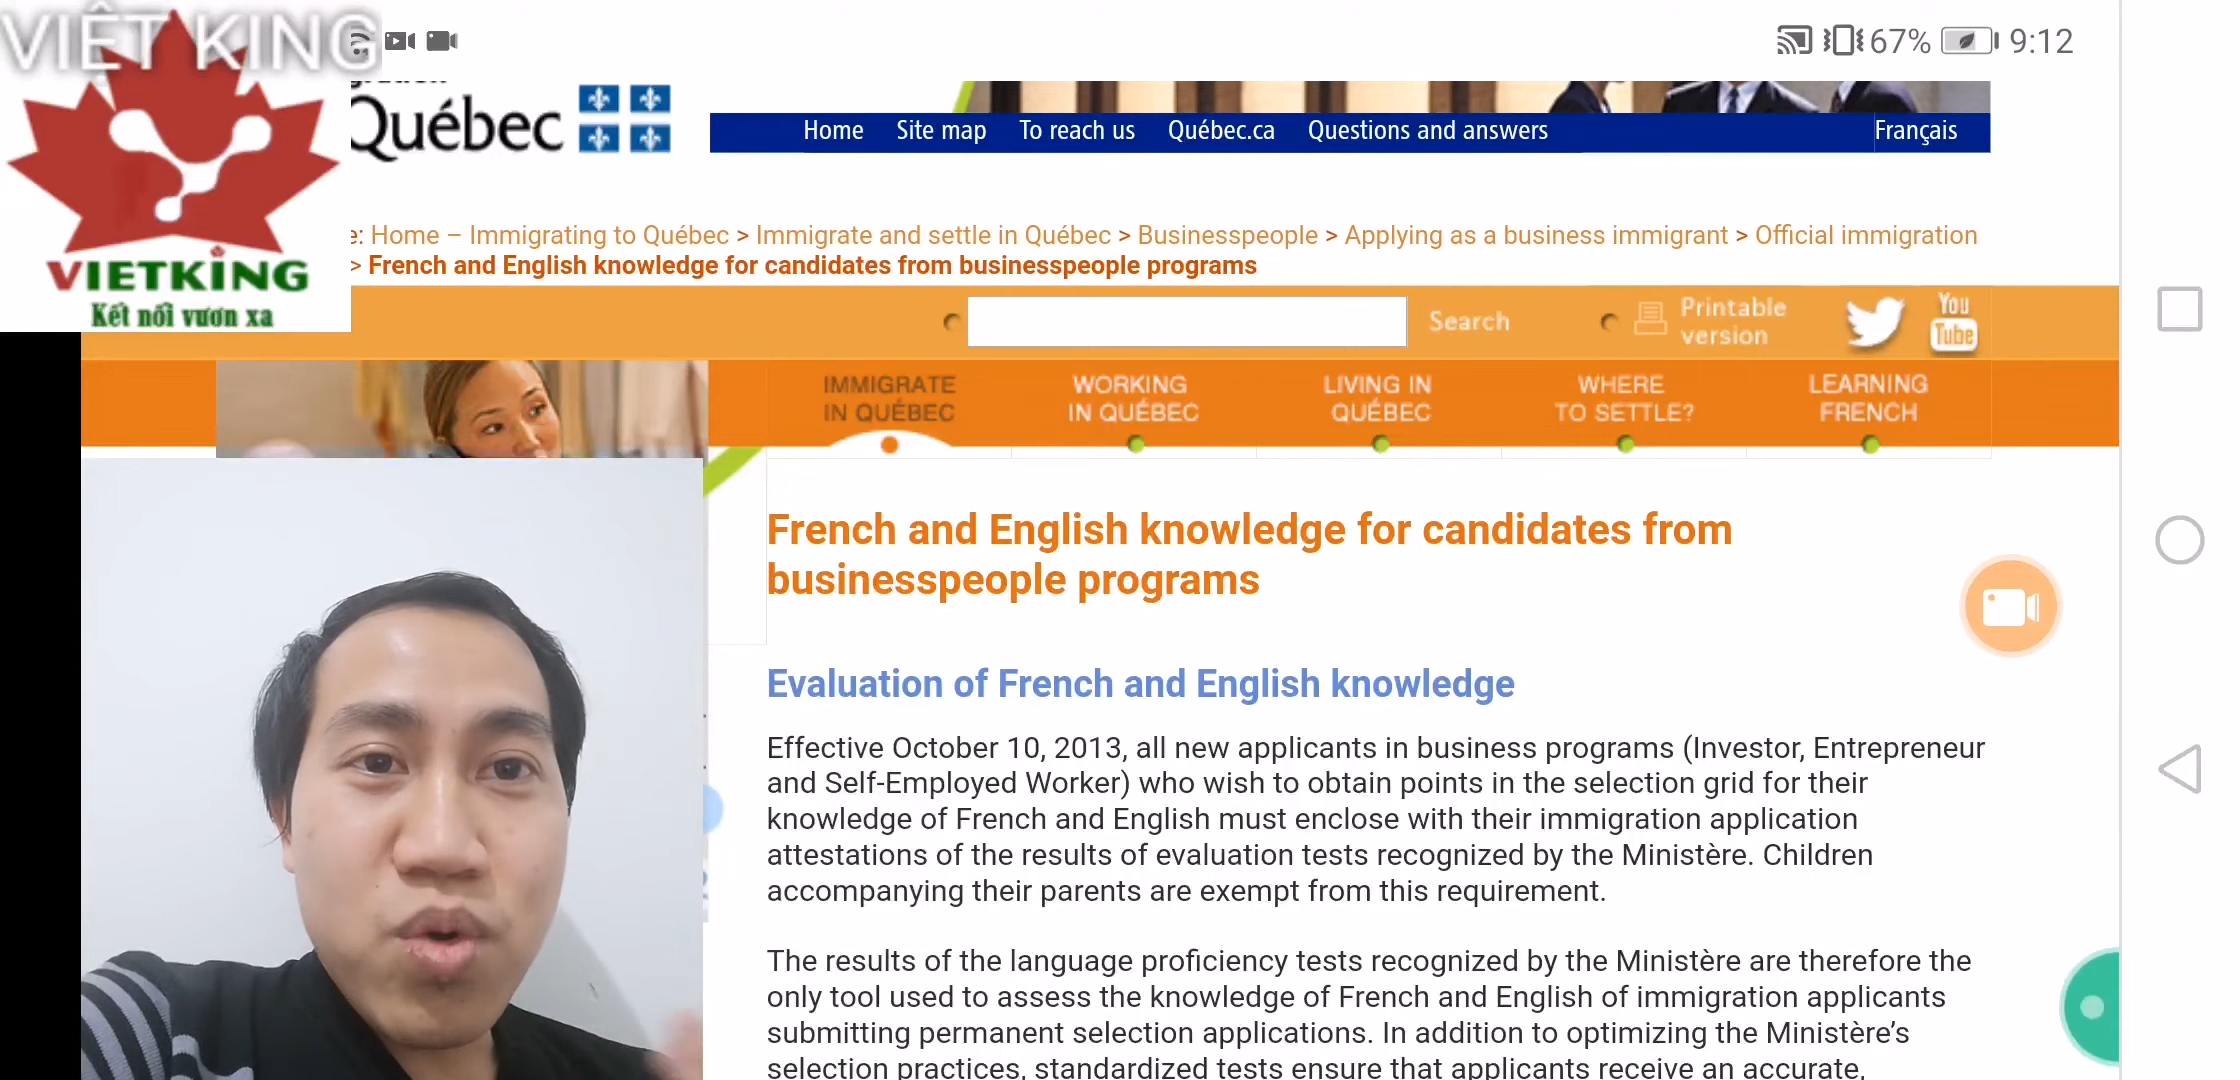 VIỆT KING
67% 9:12
Québec
Home Site map To reach us Québec.ca Questions and answers Français
e: Home – Immigrating to Québec > Immigrate and settle in Québec > Businesspeople > Applying as a business immigrant > Official immigration
> French and English knowledge for candidates from businesspeople programs
VIETKING
Kết nối vươn xa
Search
Printable
version
You
Tube
IMMIGRATE
IN QUÉBEC
WORKING
IN QUÉBEC
LIVING IN
QUÉBEC
WHERE
TO SETTLE?
LEARNING
FRENCH
French and English knowledge for candidates from
businesspeople programs
Evaluation of French and English knowledge
Effective October 10, 2013, all new applicants in business programs (Investor, Entrepreneur
and Self-Employed Worker) who wish to obtain points in the selection grid for their
knowledge of French and English must enclose with their immigration application
attestations of the results of evaluation tests recognized by the Ministère. Children
accompanying their parents are exempt from this requirement.
The results of the language proficiency tests recognized by the Ministère are therefore the
only tool used to assess the knowledge of French and English of immigration applicants
submitting permanent selection applications. In addition to optimizing the Ministère's
selection practices, standardized tests ensure that applicants receive an accurate,